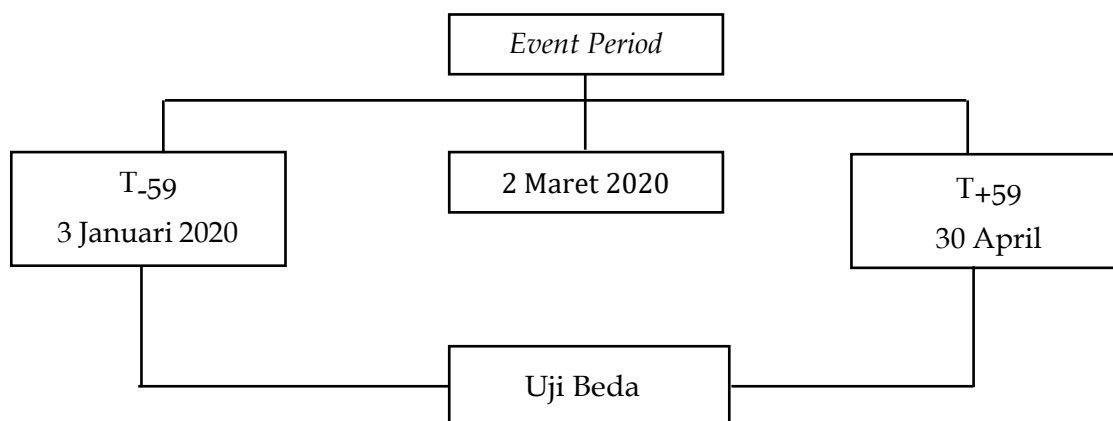 Event Period
T-59
3 Januari 2020
2 Maret 2020
T+59
30 April
Uji Beda